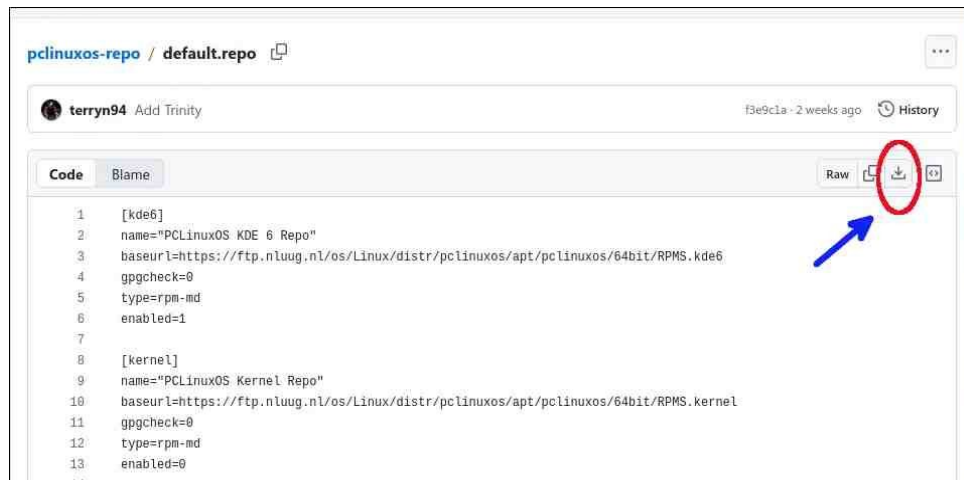 pclinuxos-repo / default.repo
terryn94 Add Trinity f3e9c1a · 2 weeks ago History
Code Blame Raw
1 [kde6]
2 name="PCLinuxOS KDE 6 Repo"
3 baseurl=https://ftp.nluug.nl/os/Linux/distr/pclinuxos/apt/pclinuxos/64bit/RPMS.kde6
4 gpgcheck=0
5 type=rpm-md
6 enabled=1
7
8 [kernel]
9 name="PCLinuxOS Kernel Repo"
10 baseurl=https://ftp.nluug.nl/os/Linux/distr/pclinuxos/apt/pclinuxos/64bit/RPMS.kernel
11 gpgcheck=0
12 type=rpm-md
13 enabled=0